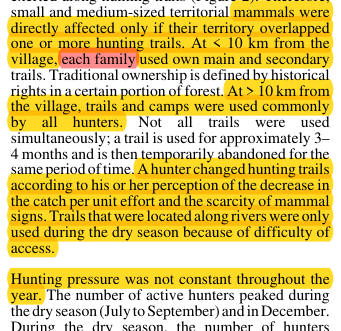 small and medium-sized territorial mammals were
directly affected only if their territory overlapped
one or more hunting trails. At < 10 km from the
village, each family used own main and secondary
trails. Traditional ownership is defined by historical
rights in a certain portion of forest. At > 10 km from
the village, trails and camps were used commonly
by all hunters. Not all trails were used
simultaneously; a trail is used for approximately 3–
4 months and is then temporarily abandoned for the
same period of time. A hunter changed hunting trails
according to his or her perception of the decrease in
the catch per unit effort and the scarcity of mammal
signs. Trails that were located along rivers were only
used during the dry season because of difficulty of
access.
Hunting pressure was not constant throughout the
year. The number of active hunters peaked during
the dry season (July to September) and in December.
During the dry season, the number of hunters